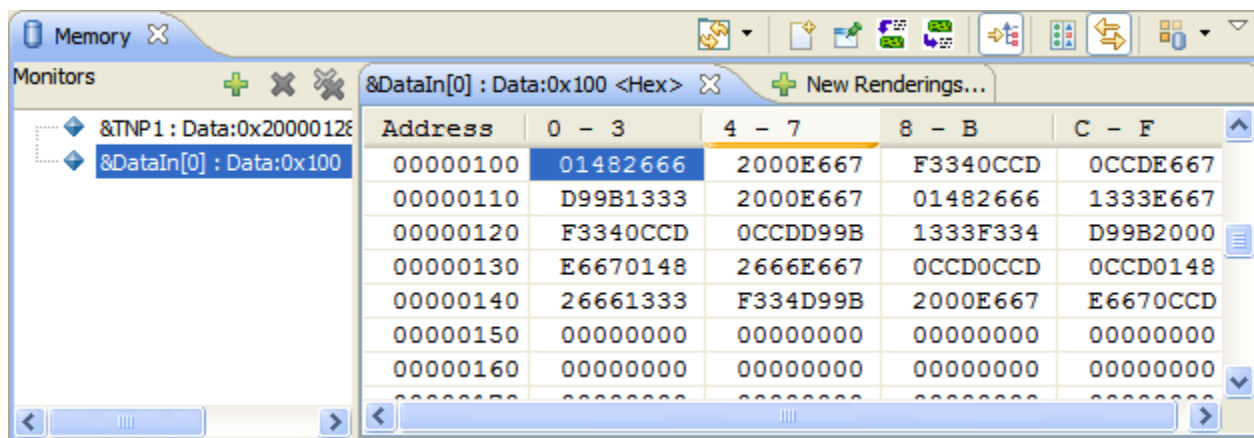 Memory
Monitors
&TNP1 : Data:0x20000128
&DataIn[0] : Data:0x100
&DataIn[0] : Data:0x100 <Hex>
New Renderings...
Address 0 - 3 4 - 7 8 - B C - F
00000100 01482666 2000E667 F3340CCD 0CCDE667
00000110 D99B1333 2000E667 01482666 1333E667
00000120 F3340CCD 0CCDD99B 1333F334 D99B2000
00000130 E6670148 2666E667 0CCD0CCD 0CCD0148
00000140 26661333 F334D99B 2000E667 E6670CCD
00000150 00000000 00000000 00000000 00000000
00000160 00000000 00000000 00000000 00000000